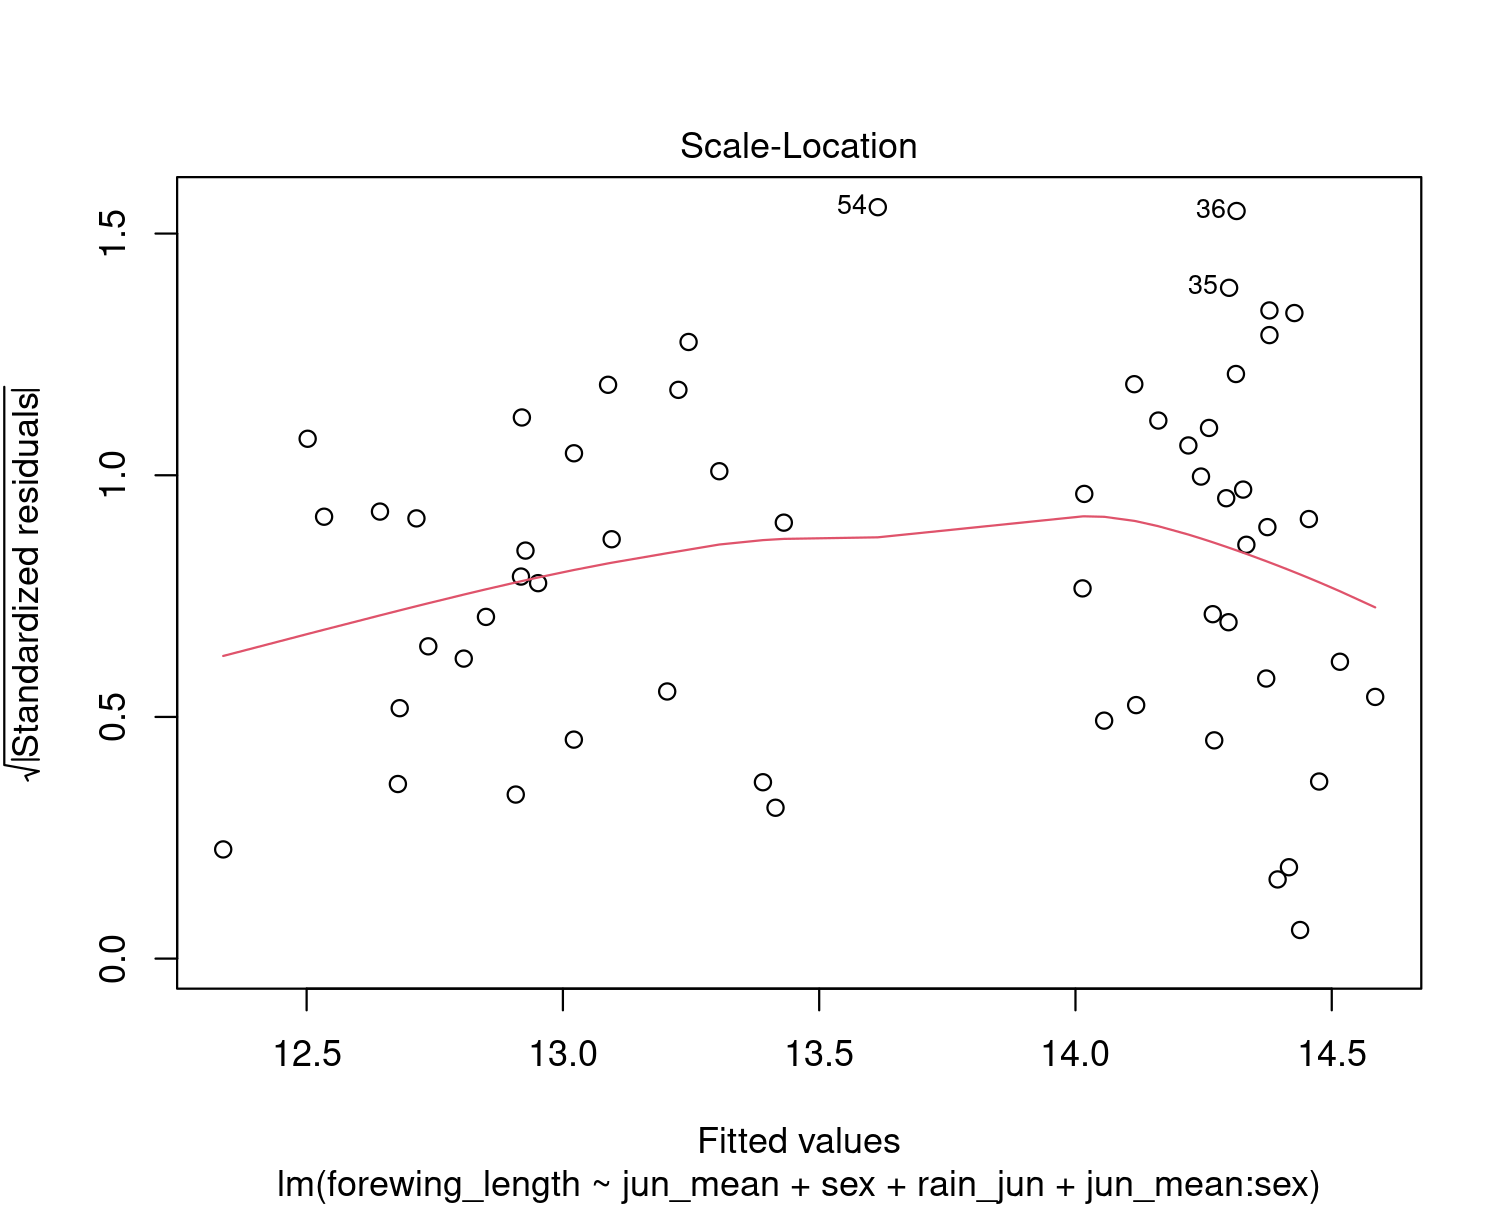 Scale-Location
54
36
35
1.5
1.0
0.5
0.0
√|Standardized residuals|
12.5 13.0 13.5 14.0 14.5
Fitted values
lm(forewing_length ~ jun_mean + sex + rain_jun + jun_mean:sex)